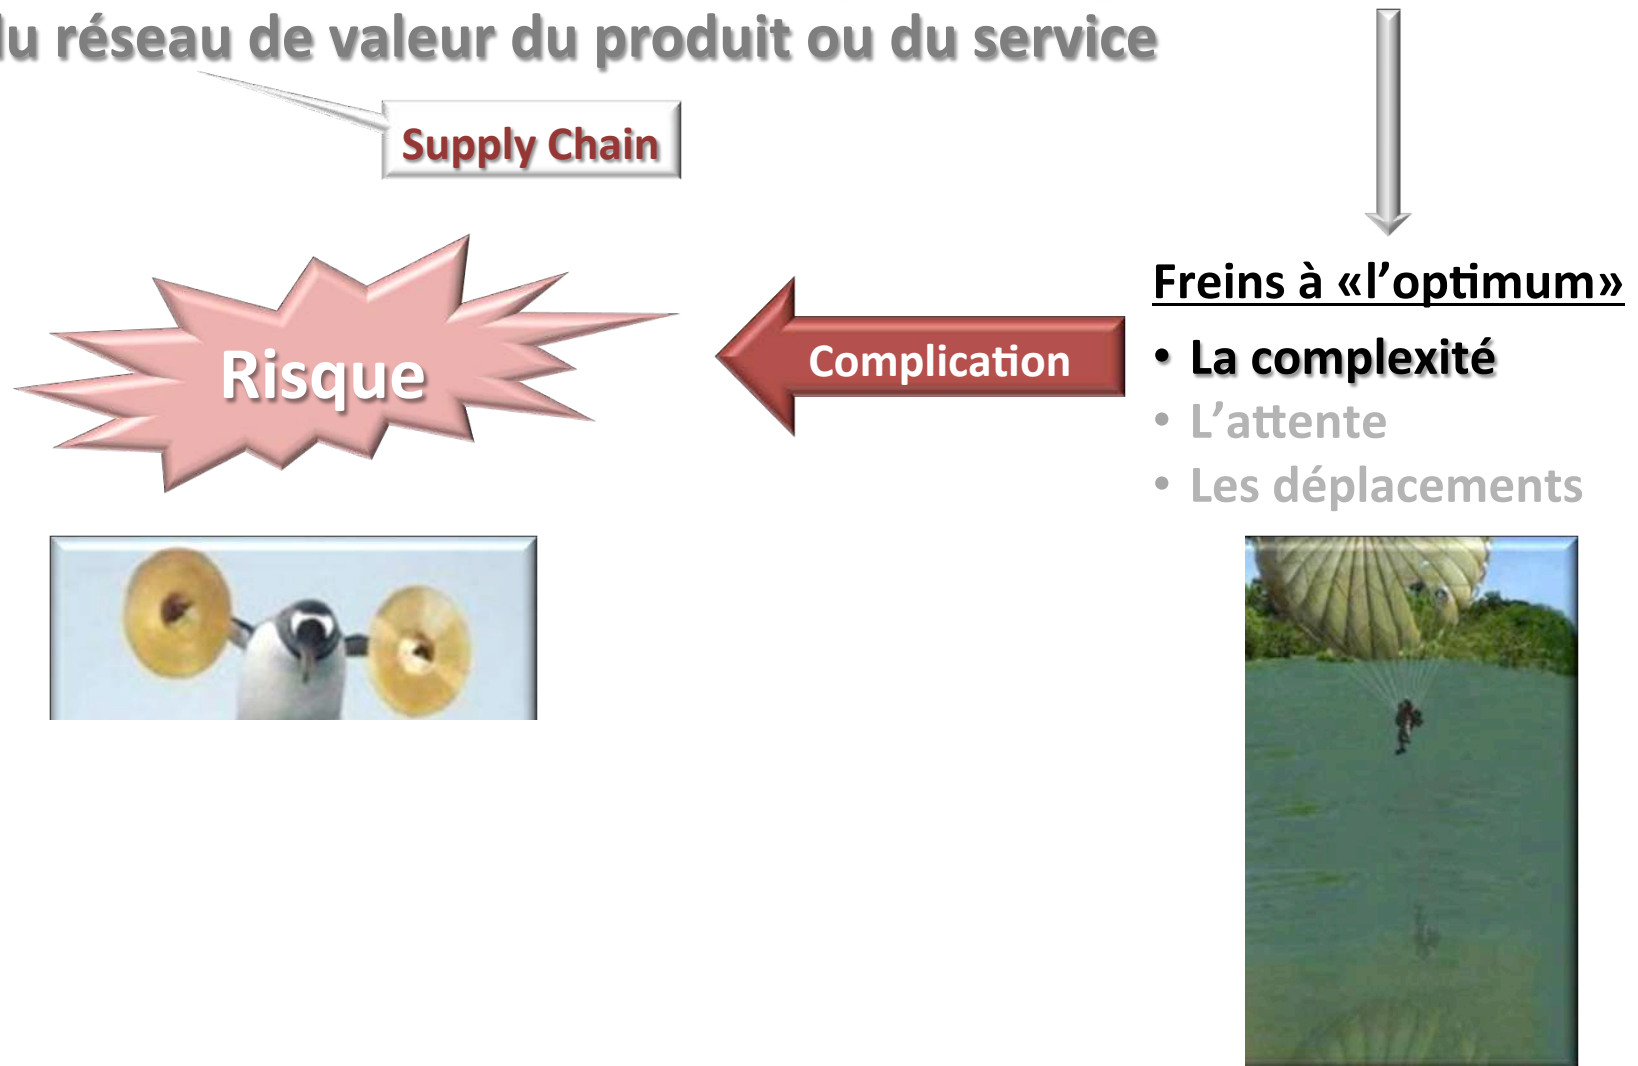 du réseau de valeur du produit ou du service
Supply Chain
Freins à «l’optimum»
Risque
Complication
• La complexité
• L’attente
• Les déplacements